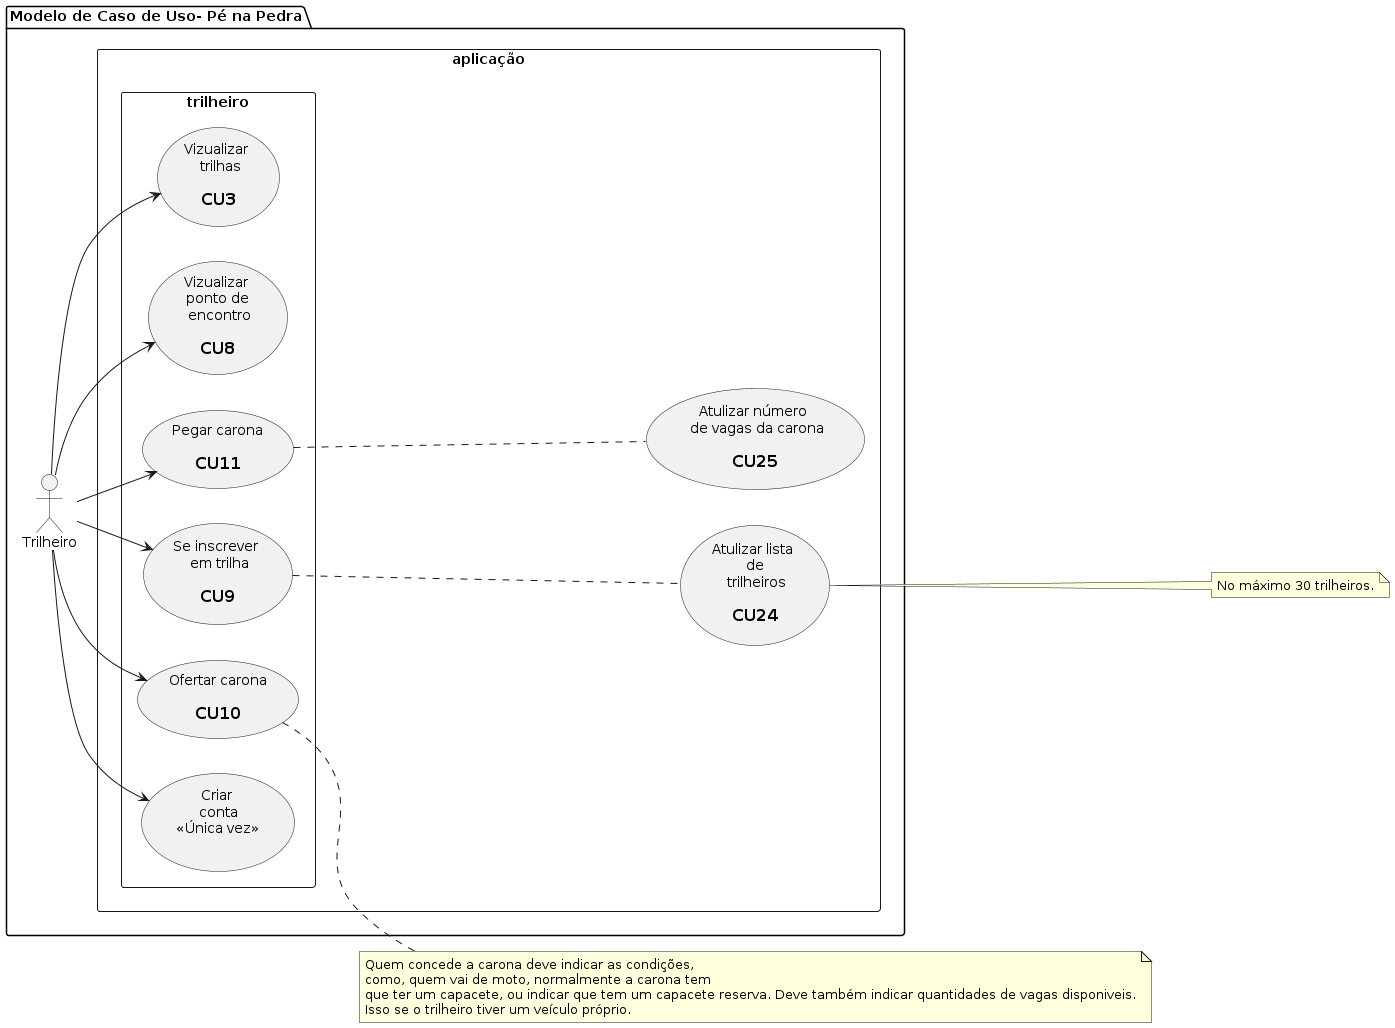 Modelo de Caso de Uso- Pé na Pedra
aplicação
trilheiro
Vizualizar
trilhas
CU3
Vizualizar
ponto de
encontro
CU8
Pegar carona
CU11
Atulizar número
de vagas da carona
CU25
Trilheiro
Se inscrever
em trilha
CU9
Atulizar lista
de
trilheiros
CU24
No máximo 30 trilheiros.
Ofertar carona
CU10
Criar
conta
«Única vez»
Quem concede a carona deve indicar as condições,
como, quem vai de moto, normalmente a carona tem
que ter um capacete, ou indicar que tem um capacete reserva. Deve também indicar quantidades de vagas disponiveis.
Isso se o trilheiro tiver um veículo próprio.